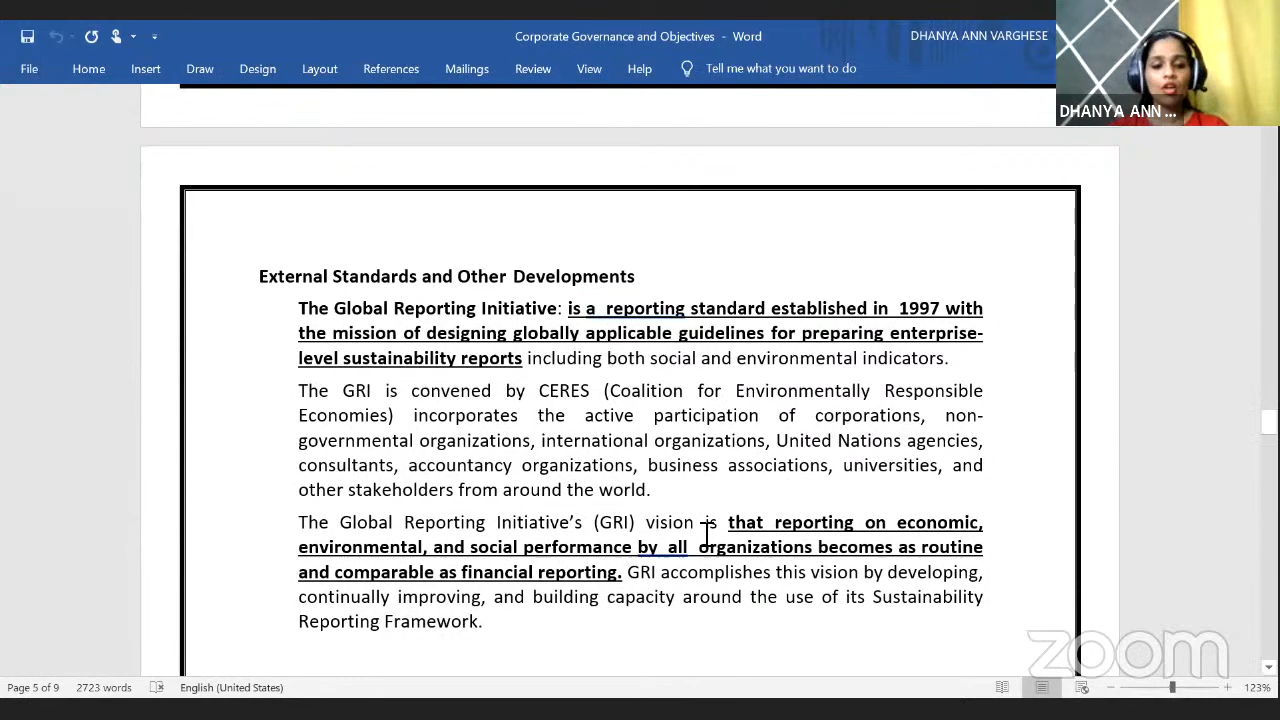 Corporate Governance and Objectives - Word
DHANYA ANN VARGHESE
File Home Insert Draw Design Layout References Mailings Review View Help Tell me what you want to do
DHANYA ANN ...
External Standards and Other Developments
The Global Reporting Initiative: is a reporting standard established in 1997 with
the mission of designing globally applicable guidelines for preparing enterprise-
level sustainability reports including both social and environmental indicators.
The GRI is convened by CERES (Coalition for Environmentally Responsible
Economies) incorporates the active participation of corporations, non-
governmental organizations, international organizations, United Nations agencies,
consultants, accountancy organizations, business associations, universities, and
other stakeholders from around the world.
The Global Reporting Initiative's (GRI) vision is that reporting on economic,
environmental, and social performance by all organizations becomes as routine
and comparable as financial reporting. GRI accomplishes this vision by developing,
continually improving, and building capacity around the use of its Sustainability
Reporting Framework.
zoom
Page 5 of 9 2723 words English (United States) 123%